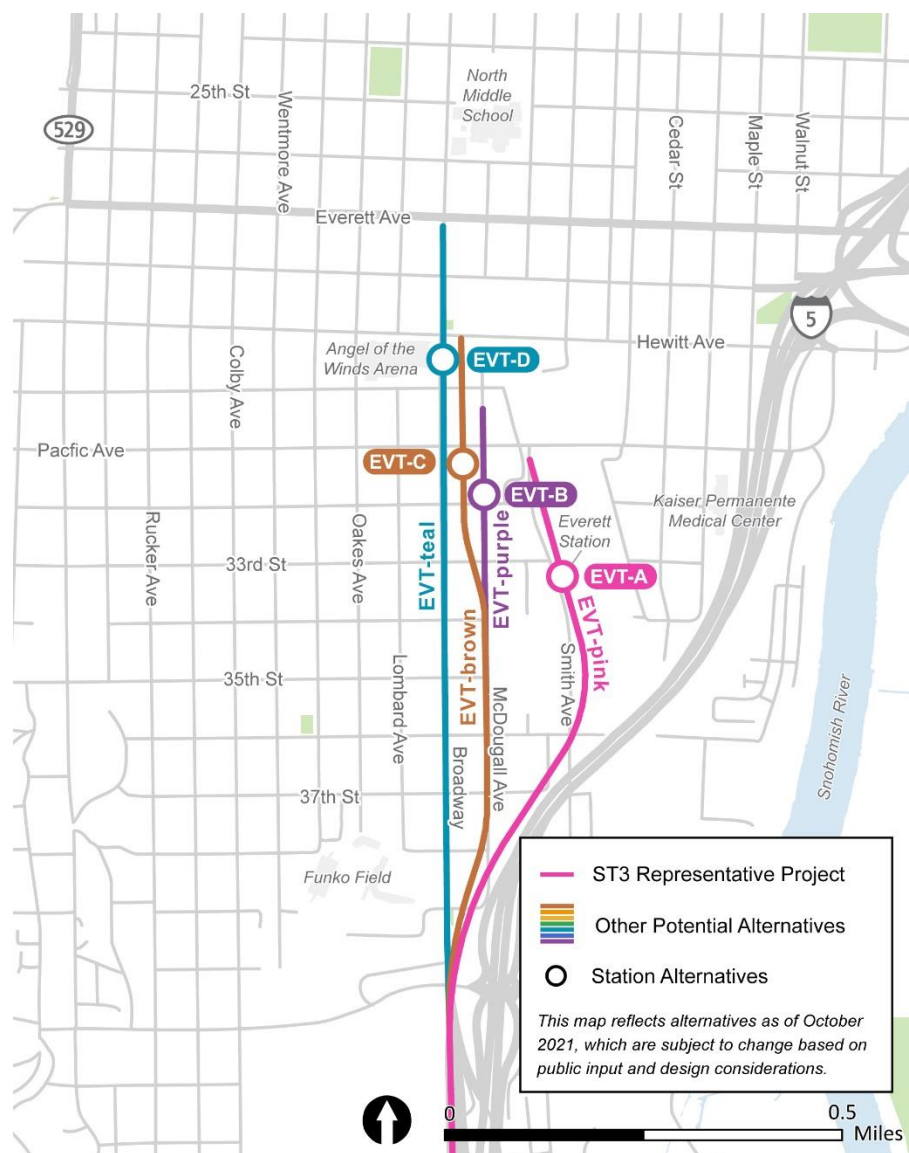 North
Middle
School
25th St
Wentmore Ave
529
Cedar St
Maple St
Walnut St
Everett Ave
5
Angel of the
Winds Arena
EVT-D
Hewitt Ave
Colby Ave
Pacfic Ave
EVT-C
EVT-B
Kaiser Permanente
Medical Center
Everett
Station
Rucker Ave
Oakes Ave
33rd St
EVT-teal
EVT-purple
EVT-A
EVT-brown
EVT-pink
Smith Ave
35th St
Lombard Ave
McDougall Ave
Broadway
Snohomish River
37th St
Funko Field
ST3 Representative Project
Other Potential Alternatives
Station Alternatives
This map reflects alternatives as of October
2021, which are subject to change based on
public input and design considerations.
0
0.5
Miles